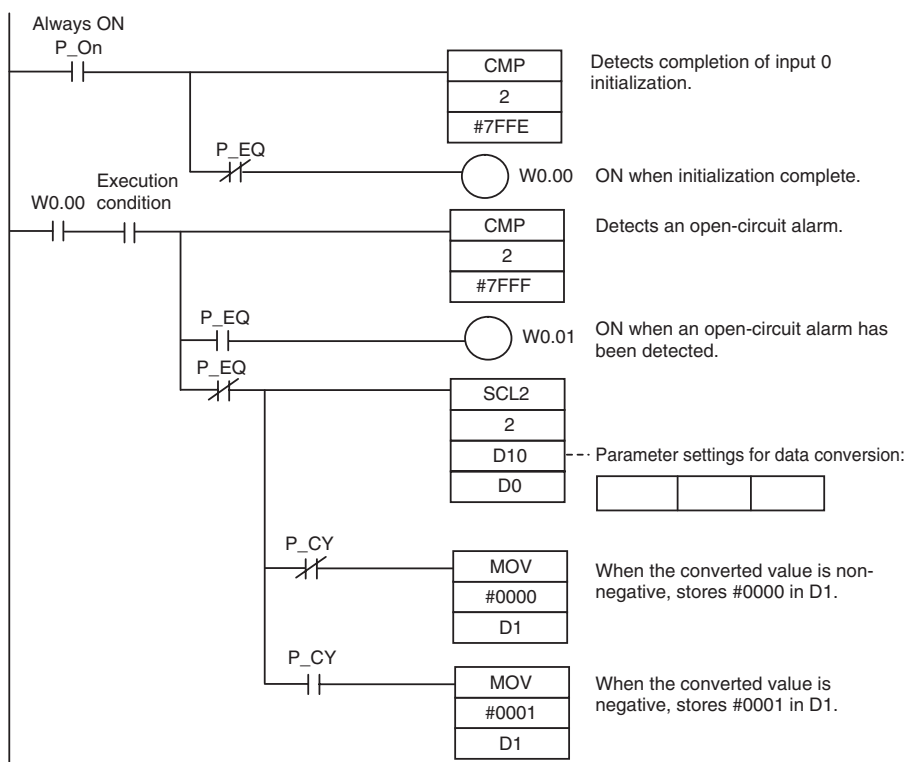 Always ON
P_On
CMP
2
#7FFE
Detects completion of input 0
initialization.
P_EQ
W0.00
ON when initialization complete.
Execution
W0.00 condition
CMP
2
#7FFF
Detects an open-circuit alarm.
P_EQ
W0.01
ON when an open-circuit alarm has
been detected.
P_EQ
SCL2
2
D10
D0
Parameter settings for data conversion:
P_CY
MOV
#0000
D1
When the converted value is non-
negative, stores #0000 in D1.
P_CY
MOV
#0001
D1
When the converted value is
negative, stores #0001 in D1.